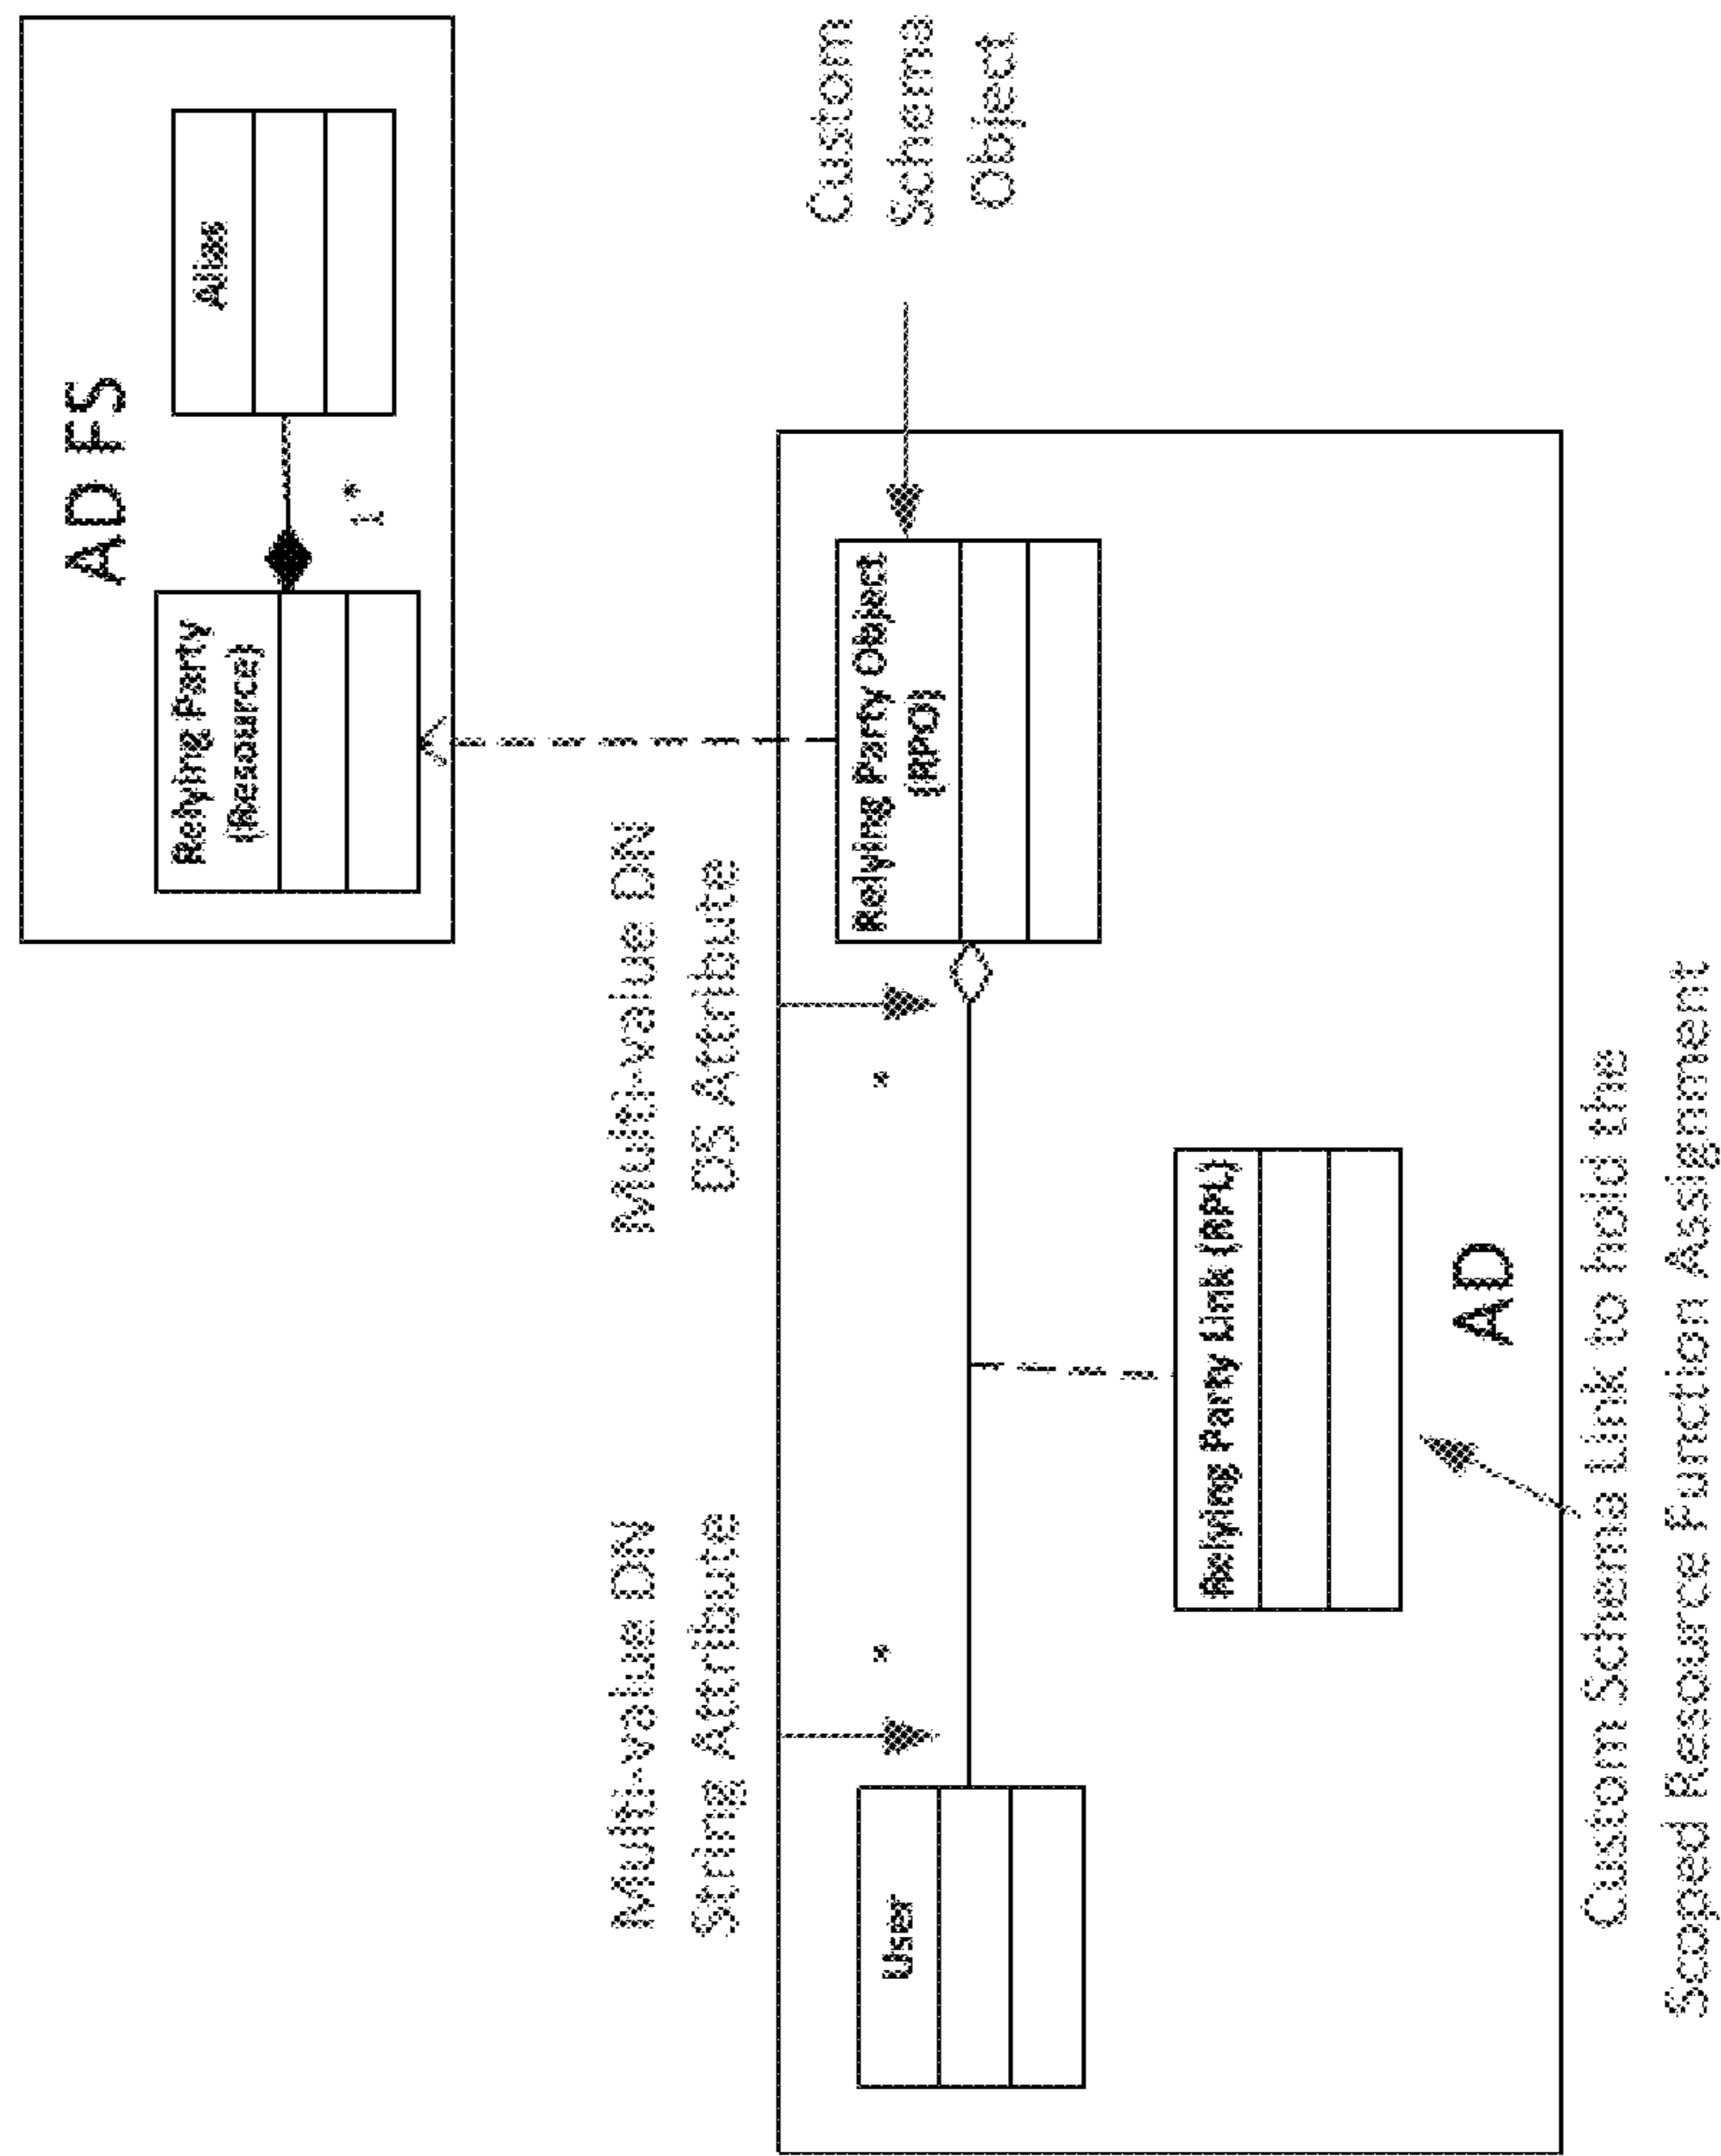 AD FS
Relying Party
(Resource)
Alias
1*
Multi-value DN
String Attribute
Multi-value DN
DS Attribute
Custom
Schema
Object
User
*
*
Relying Party Object
(RPO)
Relying Party Link (RPL)
AD
Custom Schema Link to hold the
Scoped Resource Function Assignment